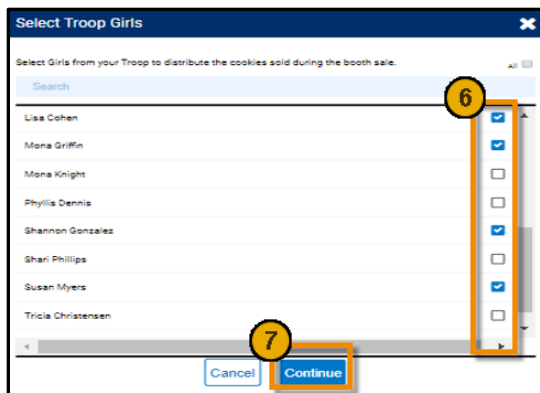 Select Troop Girls
Select Girls from your Troop to distribute the cookies sold during the booth sale.
All
Search
6
Lisa Cohen
Mona Griffin
Mona Knight
Phyllis Dennis
Shannon Gonzalez
Shari Phillips
Susan Myers
Tricia Christensen
7
Cancel Continue